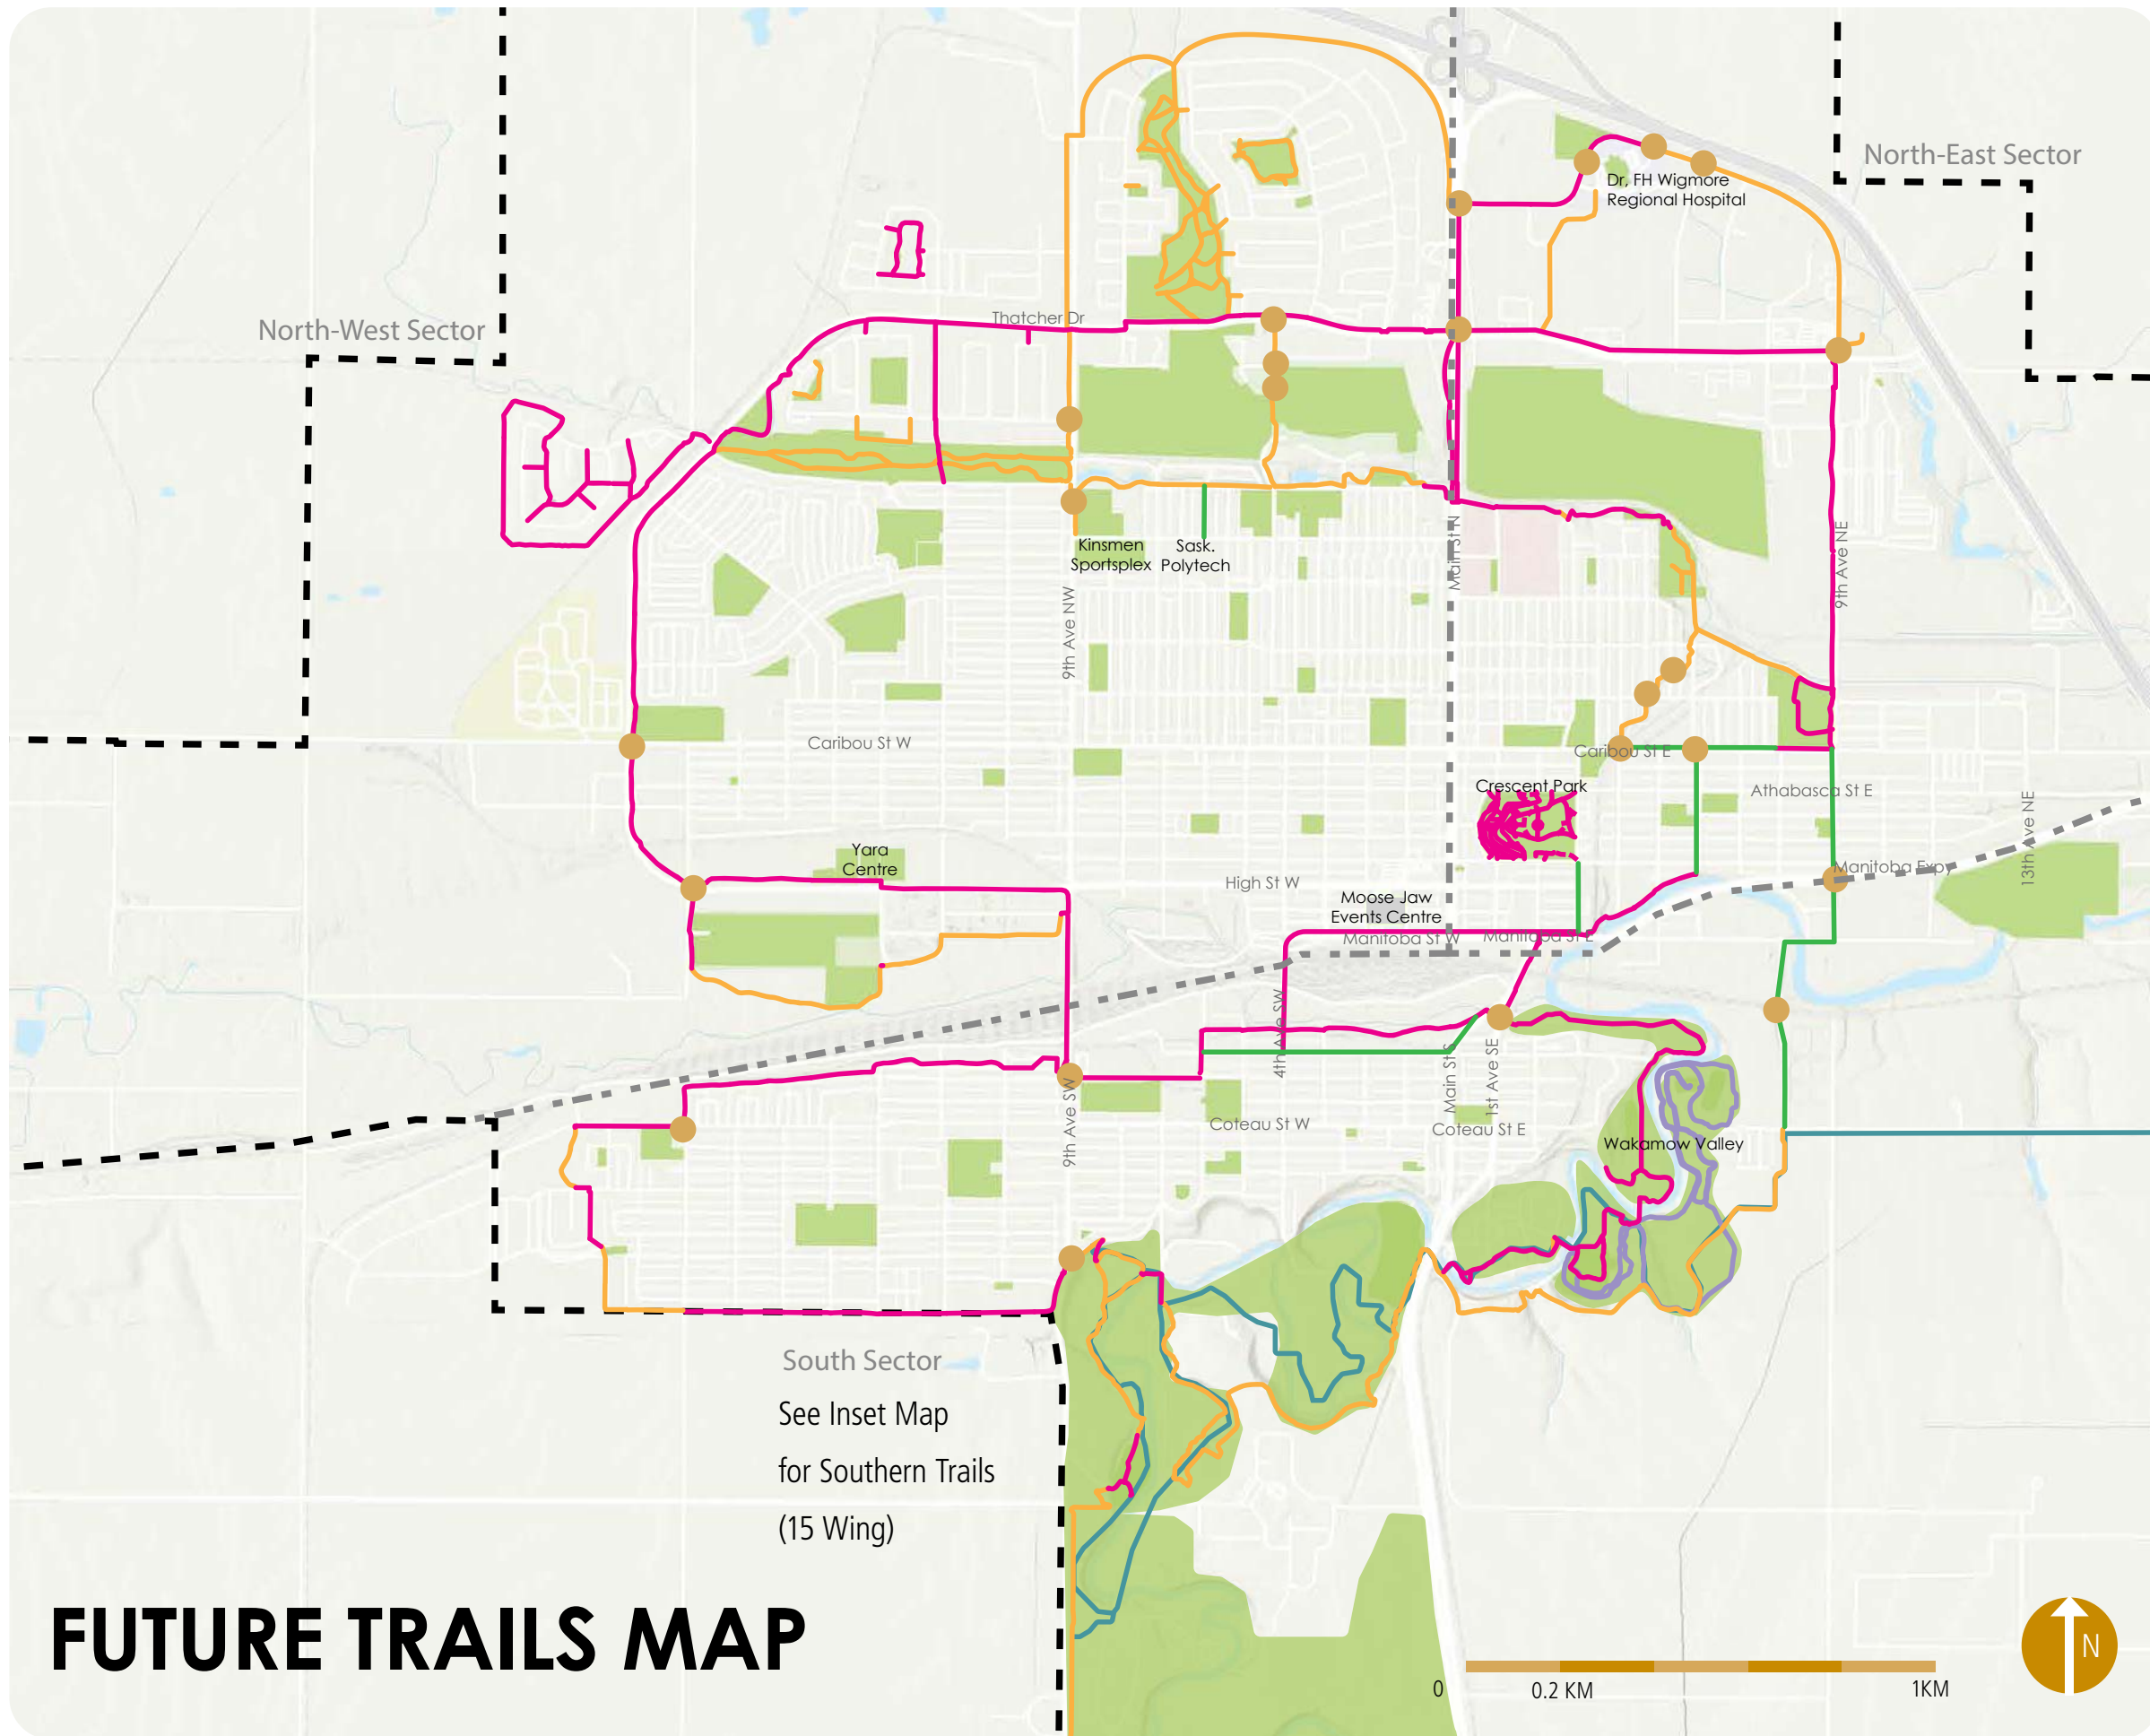 North-East Sector
Dr. FH Wigmore
Regional Hospital
North-West Sector
Thatcher Dr
Main St N
9th Ave NE
Kinsmen
Sportsplex
Sask.
Polytech
9th Ave NW
Caribou St W
Caribou St E
Crescent Park
Athabasca St E
13th Ave NE
Yara
Centre
High St W
Manitoba Expy
Moose Jaw
Events Centre
Manitoba St W
Manitoba St E
4th Ave SW
Main St S
1st Ave SE
9th Ave SW
Coteau St W
Coteau St E
Wakamow Valley
South Sector
See Inset Map
for Southern Trails
(15 Wing)
FUTURE TRAILS MAP
0
0.2 KM
1KM
N